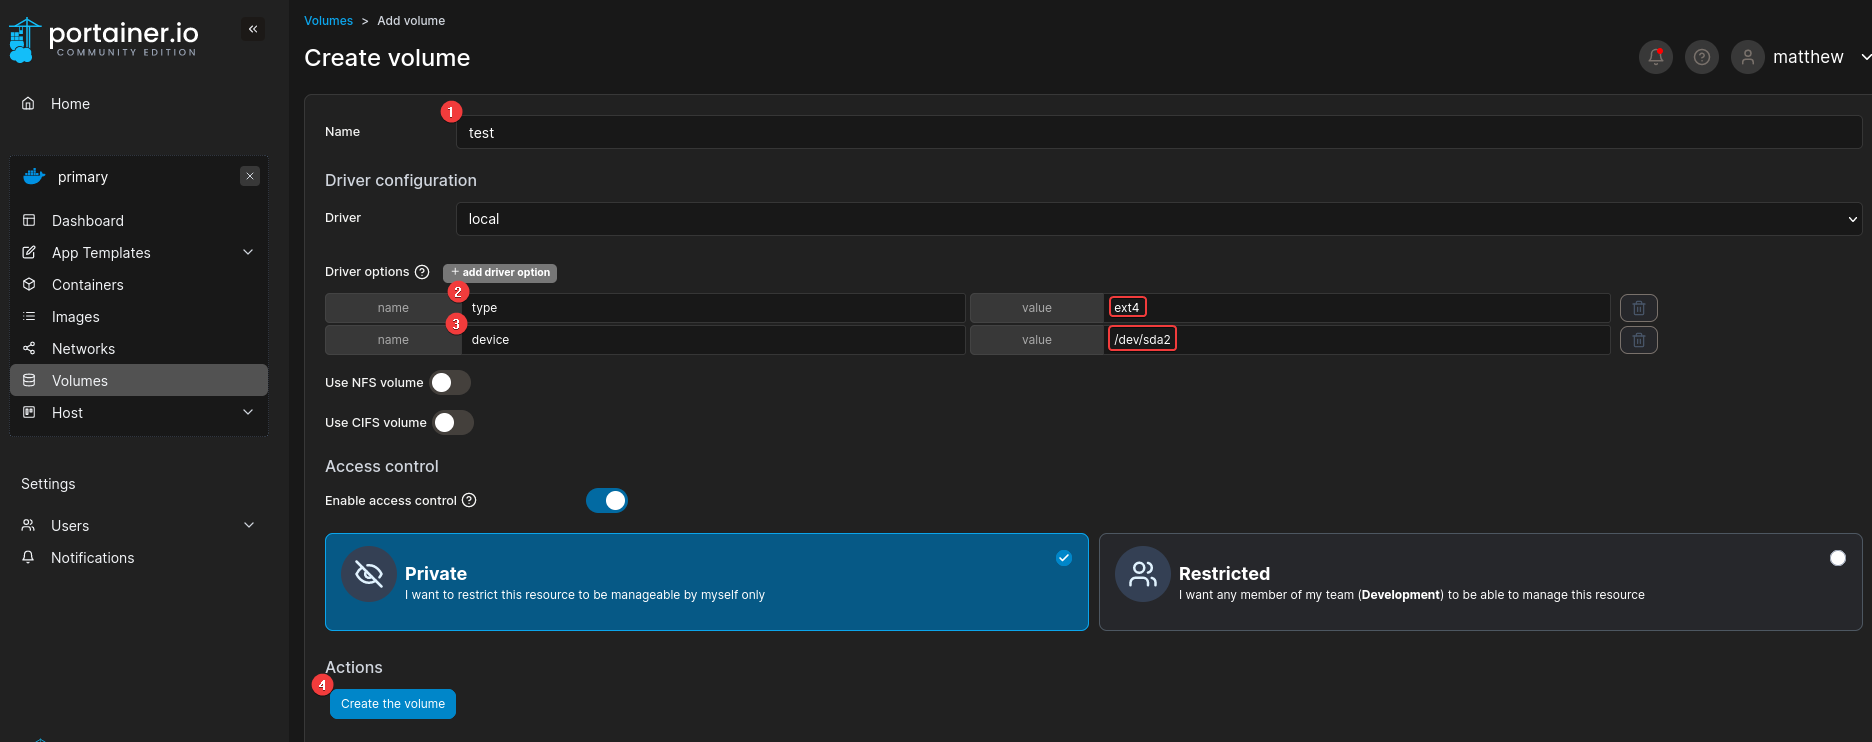 portainer.io
COMMUNITY EDITION
Home
primary
Dashboard
App Templates
Containers
Images
Networks
Volumes
Host
Settings
Users
Notifications
Volumes > Add volume
Create volume
matthew
1
Name test
Driver configuration
Driver local
Driver options + add driver option
2
name type value ext4
3
name device value /dev/sda2
Use NFS volume
Use CIFS volume
Access control
Enable access control
Private
I want to restrict this resource to be manageable by myself only
Restricted
I want any member of my team (Development) to be able to manage this resource
Actions
4
Create the volume